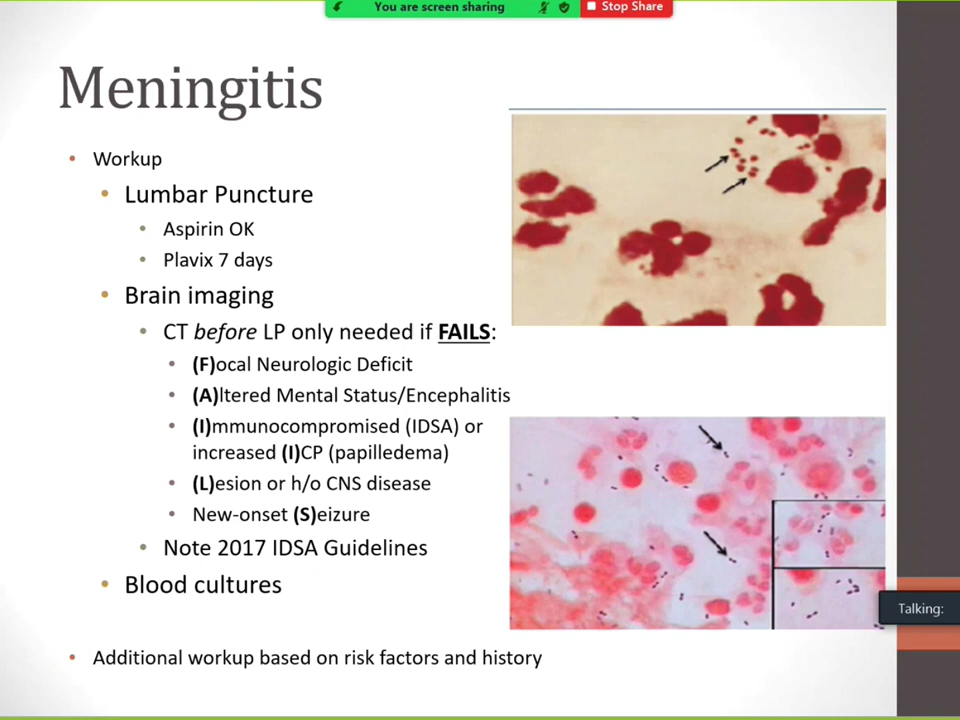 You are screen sharing
Stop Share
Meningitis
Workup
Lumbar Puncture
Aspirin OK
Plavix 7 days
Brain imaging
CT before LP only needed if FAILS:
(F)ocal Neurologic Deficit
(A)ltered Mental Status/Encephalitis
(I)mmunocompromised (IDSA) or
increased (I)CP (papilledema)
(L)esion or h/o CNS disease
New-onset (S)eizure
Note 2017 IDSA Guidelines
Blood cultures
Additional workup based on risk factors and history
Talking: